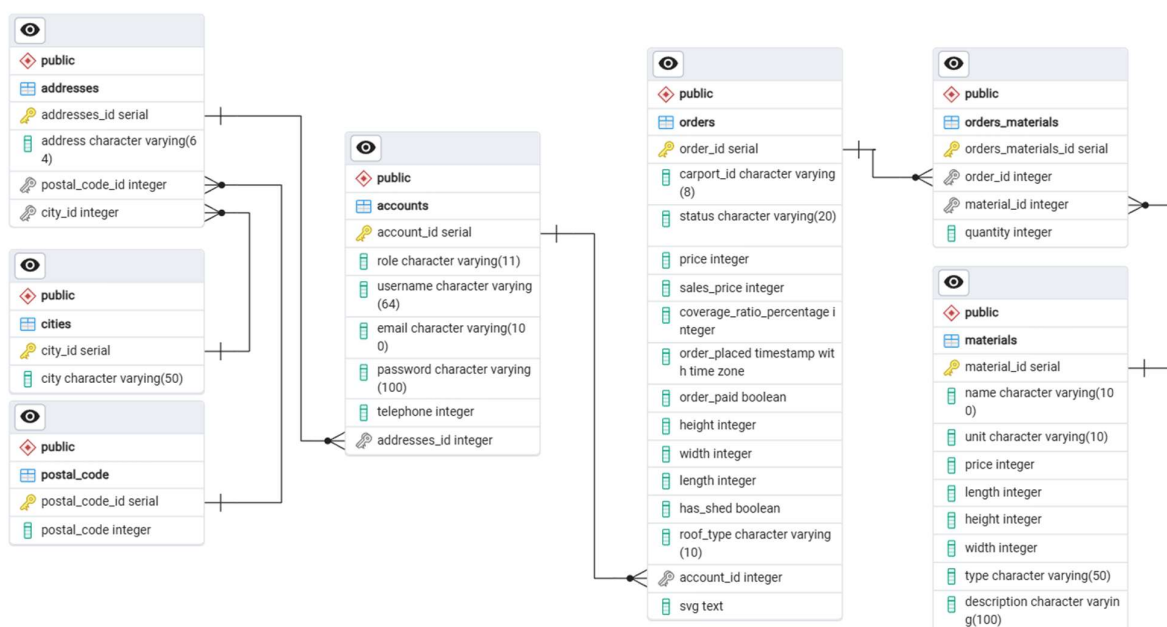 public
addresses
addresses_id serial
address character varying(6
4)
postal_code_id integer
city_id integer
public
cities
city_id serial
city character varying(50)
public
postal_code
postal_code_id serial
postal_code integer
public
accounts
account_id serial
role character varying(11)
username character varying
(64)
email character varying(10
0)
password character varying
(100)
telephone integer
addresses_id integer
public
orders
order_id serial
carport_id character varying
(8)
status character varying(20)
price integer
sales_price integer
coverage_ratio_percentage i
nteger
order_placed timestamp wit
h time zone
order_paid boolean
height integer
width integer
length integer
has_shed boolean
roof_type character varying
(10)
account_id integer
svg text
public
orders_materials
orders_materials_id serial
order_id integer
material_id integer
quantity integer
public
materials
material_id serial
name character varying(10
0)
unit character varying(10)
price integer
length integer
height integer
width integer
type character varying(50)
description character varyin
g(100)